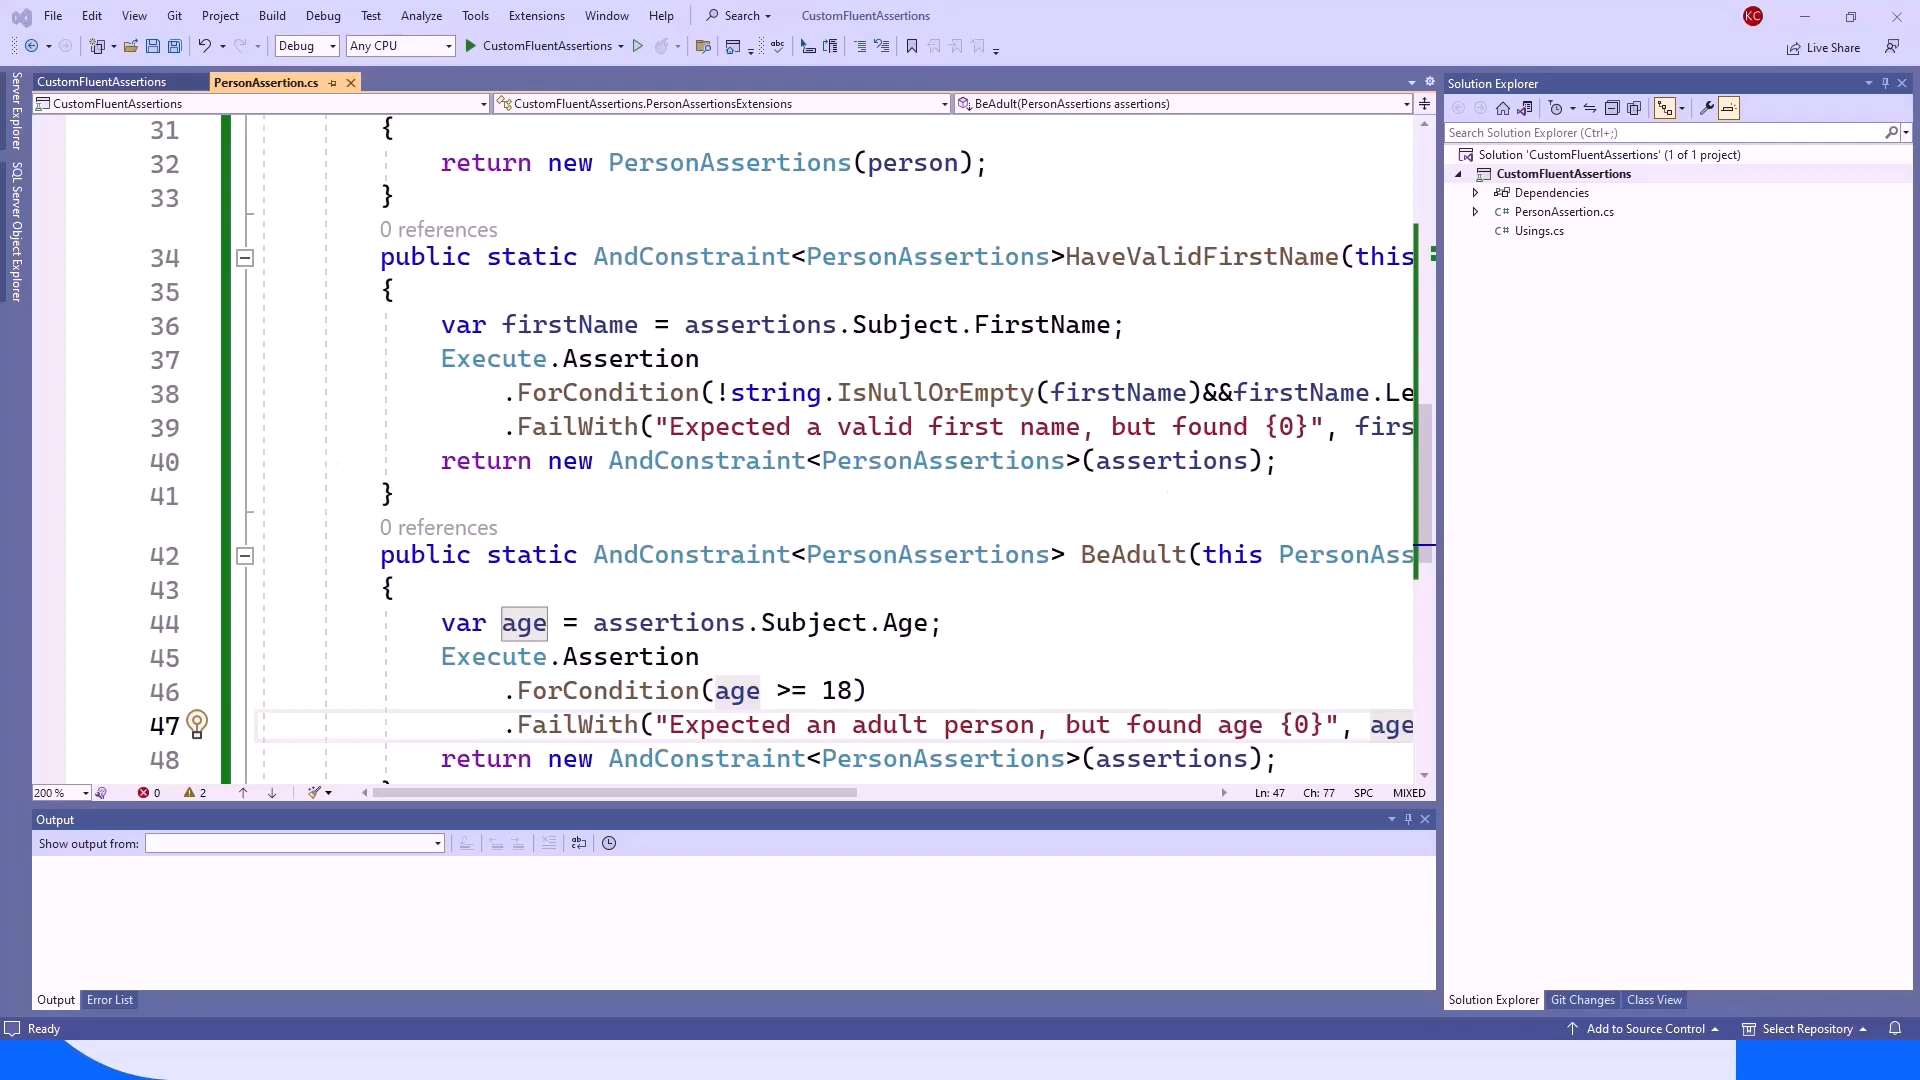 File Edit View Git Project Build Debug Test Analyze Tools Extensions Window Help Search CustomFluentAssertions KC
Debug Any CPU CustomFluentAssertions Live Share
Server Explorer
SQL Server Object Explorer
CustomFluentAssertions PersonAssertion.cs
CustomFluentAssertions CustomFluentAssertions.PersonAssertionsExtensions BeAdult(PersonAssertions assertions)
31 {
32 return new PersonAssertions(person);
33 }
0 references
34 public static AndConstraint<PersonAssertions>HaveValidFirstName(this
35 {
36 var firstName = assertions.Subject.FirstName;
37 Execute.Assertion
38 .ForCondition(!string.IsNullOrEmpty(firstName)&&firstName.Le
39 .FailWith("Expected a valid first name, but found {0}", firs
40 return new AndConstraint<PersonAssertions>(assertions);
41 }
0 references
42 public static AndConstraint<PersonAssertions> BeAdult(this PersonAss
43 {
44 var age = assertions.Subject.Age;
45 Execute.Assertion
46 .ForCondition(age >= 18)
47 .FailWith("Expected an adult person, but found age {0}", age
48 return new AndConstraint<PersonAssertions>(assertions);
200 % 0 2 Ln: 47 Ch: 77 SPC MIXED
Output
Show output from:
Output Error List
Solution Explorer
Search Solution Explorer (Ctrl+;)
Solution 'CustomFluentAssertions' (1 of 1 project)
CustomFluentAssertions
Dependencies
C# PersonAssertion.cs
C# Usings.cs
Solution Explorer Git Changes Class View
Ready Add to Source Control Select Repository